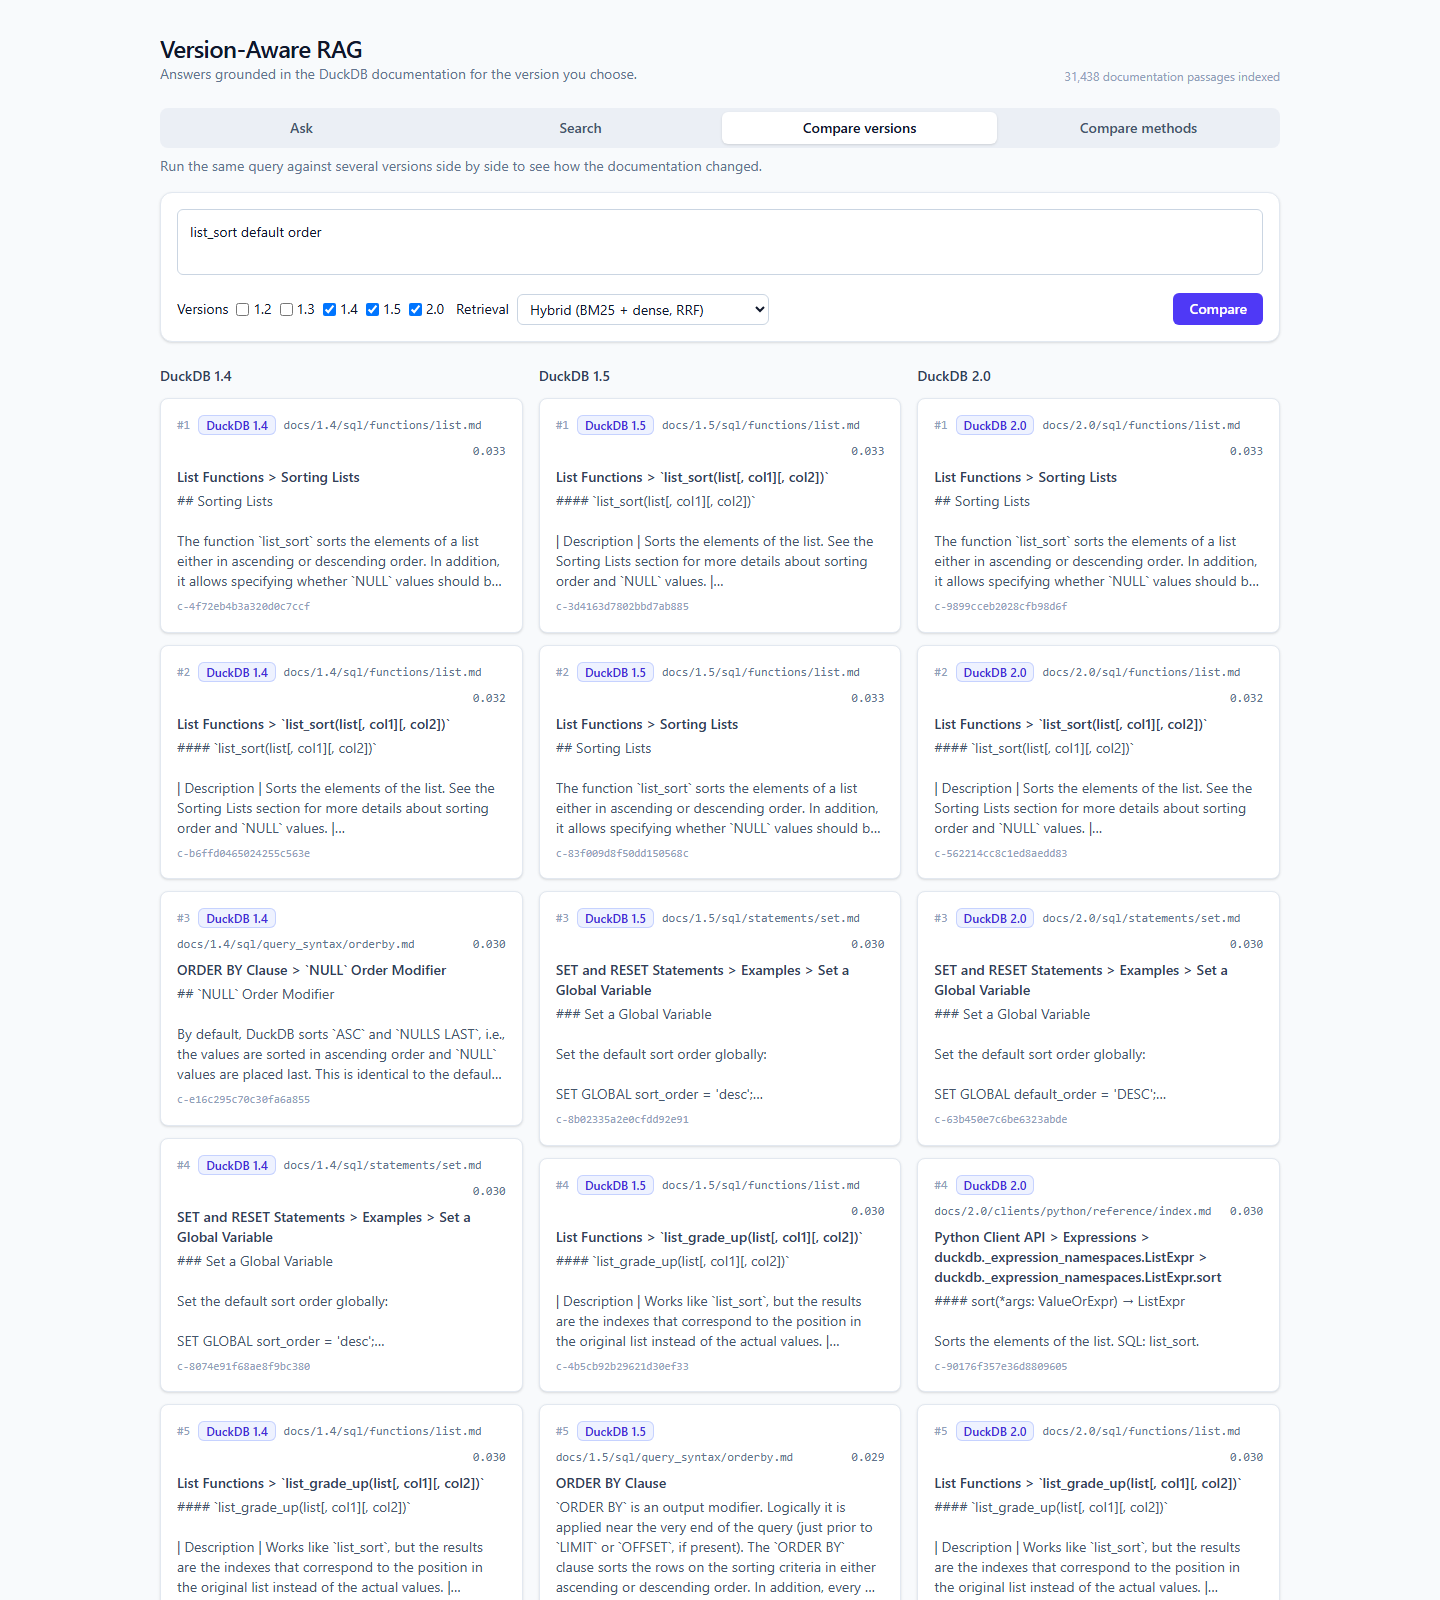 Version-Aware RAG
Answers grounded in the DuckDB documentation for the version you choose.
31,438 documentation passages indexed
Ask
Search
Compare versions
Compare methods
Run the same query against several versions side by side to see how the documentation changed.
list_sort default order
Versions 1.2 1.3 1.4 1.5 2.0 Retrieval Hybrid (BM25 + dense, RRF)
Compare
DuckDB 1.4
#1 DuckDB 1.4 docs/1.4/sql/functions/list.md
0.033
List Functions > Sorting Lists
## Sorting Lists
The function `list_sort` sorts the elements of a list
either in ascending or descending order. In addition,
it allows specifying whether `NULL` values should b...
c-4f72eb4b3a320d0c7ccf
#2 DuckDB 1.4 docs/1.4/sql/functions/list.md
0.032
List Functions > `list_sort(list[, col1][, col2])`
#### `list_sort(list[, col1][, col2])`
| Description | Sorts the elements of the list. See the
Sorting Lists section for more details about sorting
order and `NULL` values. |...
c-b6ffd0465024255c563e
#3 DuckDB 1.4
docs/1.4/sql/query_syntax/orderby.md 0.030
ORDER BY Clause > `NULL` Order Modifier
## `NULL` Order Modifier
By default, DuckDB sorts `ASC` and `NULLS LAST`, i.e.,
the values are sorted in ascending order and `NULL`
values are placed last. This is identical to the defaul...
c-e16c295c70c30fa6a855
#4 DuckDB 1.4 docs/1.4/sql/statements/set.md
0.030
SET and RESET Statements > Examples > Set a
Global Variable
### Set a Global Variable
Set the default sort order globally:
SET GLOBAL sort_order = 'desc';...
c-8074e91f68ae8f9bc380
#5 DuckDB 1.4 docs/1.4/sql/functions/list.md
0.030
List Functions > `list_grade_up(list[, col1][, col2])`
#### `list_grade_up(list[, col1][, col2])`
| Description | Works like `list_sort`, but the results
are the indexes that correspond to the position in
the original list instead of the actual values. |...
DuckDB 1.5
#1 DuckDB 1.5 docs/1.5/sql/functions/list.md
0.033
List Functions > `list_sort(list[, col1][, col2])`
#### `list_sort(list[, col1][, col2])`
| Description | Sorts the elements of the list. See the
Sorting Lists section for more details about sorting
order and `NULL` values. |...
c-3d4163d7802bbd7ab885
#2 DuckDB 1.5 docs/1.5/sql/functions/list.md
0.033
List Functions > Sorting Lists
## Sorting Lists
The function `list_sort` sorts the elements of a list
either in ascending or descending order. In addition,
it allows specifying whether `NULL` values should b...
c-83f009d8f50dd150568c
#3 DuckDB 1.5 docs/1.5/sql/statements/set.md
0.030
SET and RESET Statements > Examples > Set a
Global Variable
### Set a Global Variable
Set the default sort order globally:
SET GLOBAL sort_order = 'desc';...
c-8b02335a2e0cfdd92e91
#4 DuckDB 1.5 docs/1.5/sql/functions/list.md
0.030
List Functions > `list_grade_up(list[, col1][, col2])`
#### `list_grade_up(list[, col1][, col2])`
| Description | Works like `list_sort`, but the results
are the indexes that correspond to the position in
the original list instead of the actual values. |...
c-4b5cb92b29621d30ef33
#5 DuckDB 1.5
docs/1.5/sql/query_syntax/orderby.md 0.029
ORDER BY Clause
`ORDER BY` is an output modifier. Logically it is
applied near the very end of the query (just prior to
`LIMIT` or `OFFSET`, if present). The `ORDER BY`
clause sorts the rows on the sorting criteria in either
ascending or descending order. In addition, every ...
DuckDB 2.0
#1 DuckDB 2.0 docs/2.0/sql/functions/list.md
0.033
List Functions > Sorting Lists
## Sorting Lists
The function `list_sort` sorts the elements of a list
either in ascending or descending order. In addition,
it allows specifying whether `NULL` values should b...
c-9899cceb2028cfb98d6f
#2 DuckDB 2.0 docs/2.0/sql/functions/list.md
0.032
List Functions > `list_sort(list[, col1][, col2])`
#### `list_sort(list[, col1][, col2])`
| Description | Sorts the elements of the list. See the
Sorting Lists section for more details about sorting
order and `NULL` values. |...
c-562214cc8c1ed8aedd83
#3 DuckDB 2.0 docs/2.0/sql/statements/set.md
0.030
SET and RESET Statements > Examples > Set a
Global Variable
### Set a Global Variable
Set the default sort order globally:
SET GLOBAL default_order = 'DESC';...
c-63b450e7c6be6323abde
#4 DuckDB 2.0
docs/2.0/clients/python/reference/index.md 0.030
Python Client API > Expressions >
duckdb._expression_namespaces.ListExpr >
duckdb._expression_namespaces.ListExpr.sort
#### sort(*args: ValueOrExpr) → ListExpr
Sorts the elements of the list. SQL: list_sort.
c-90176f357e36d8809605
#5 DuckDB 2.0 docs/2.0/sql/functions/list.md
0.030
List Functions > `list_grade_up(list[, col1][, col2])`
#### `list_grade_up(list[, col1][, col2])`
| Description | Works like `list_sort`, but the results
are the indexes that correspond to the position in
the original list instead of the actual values. |...